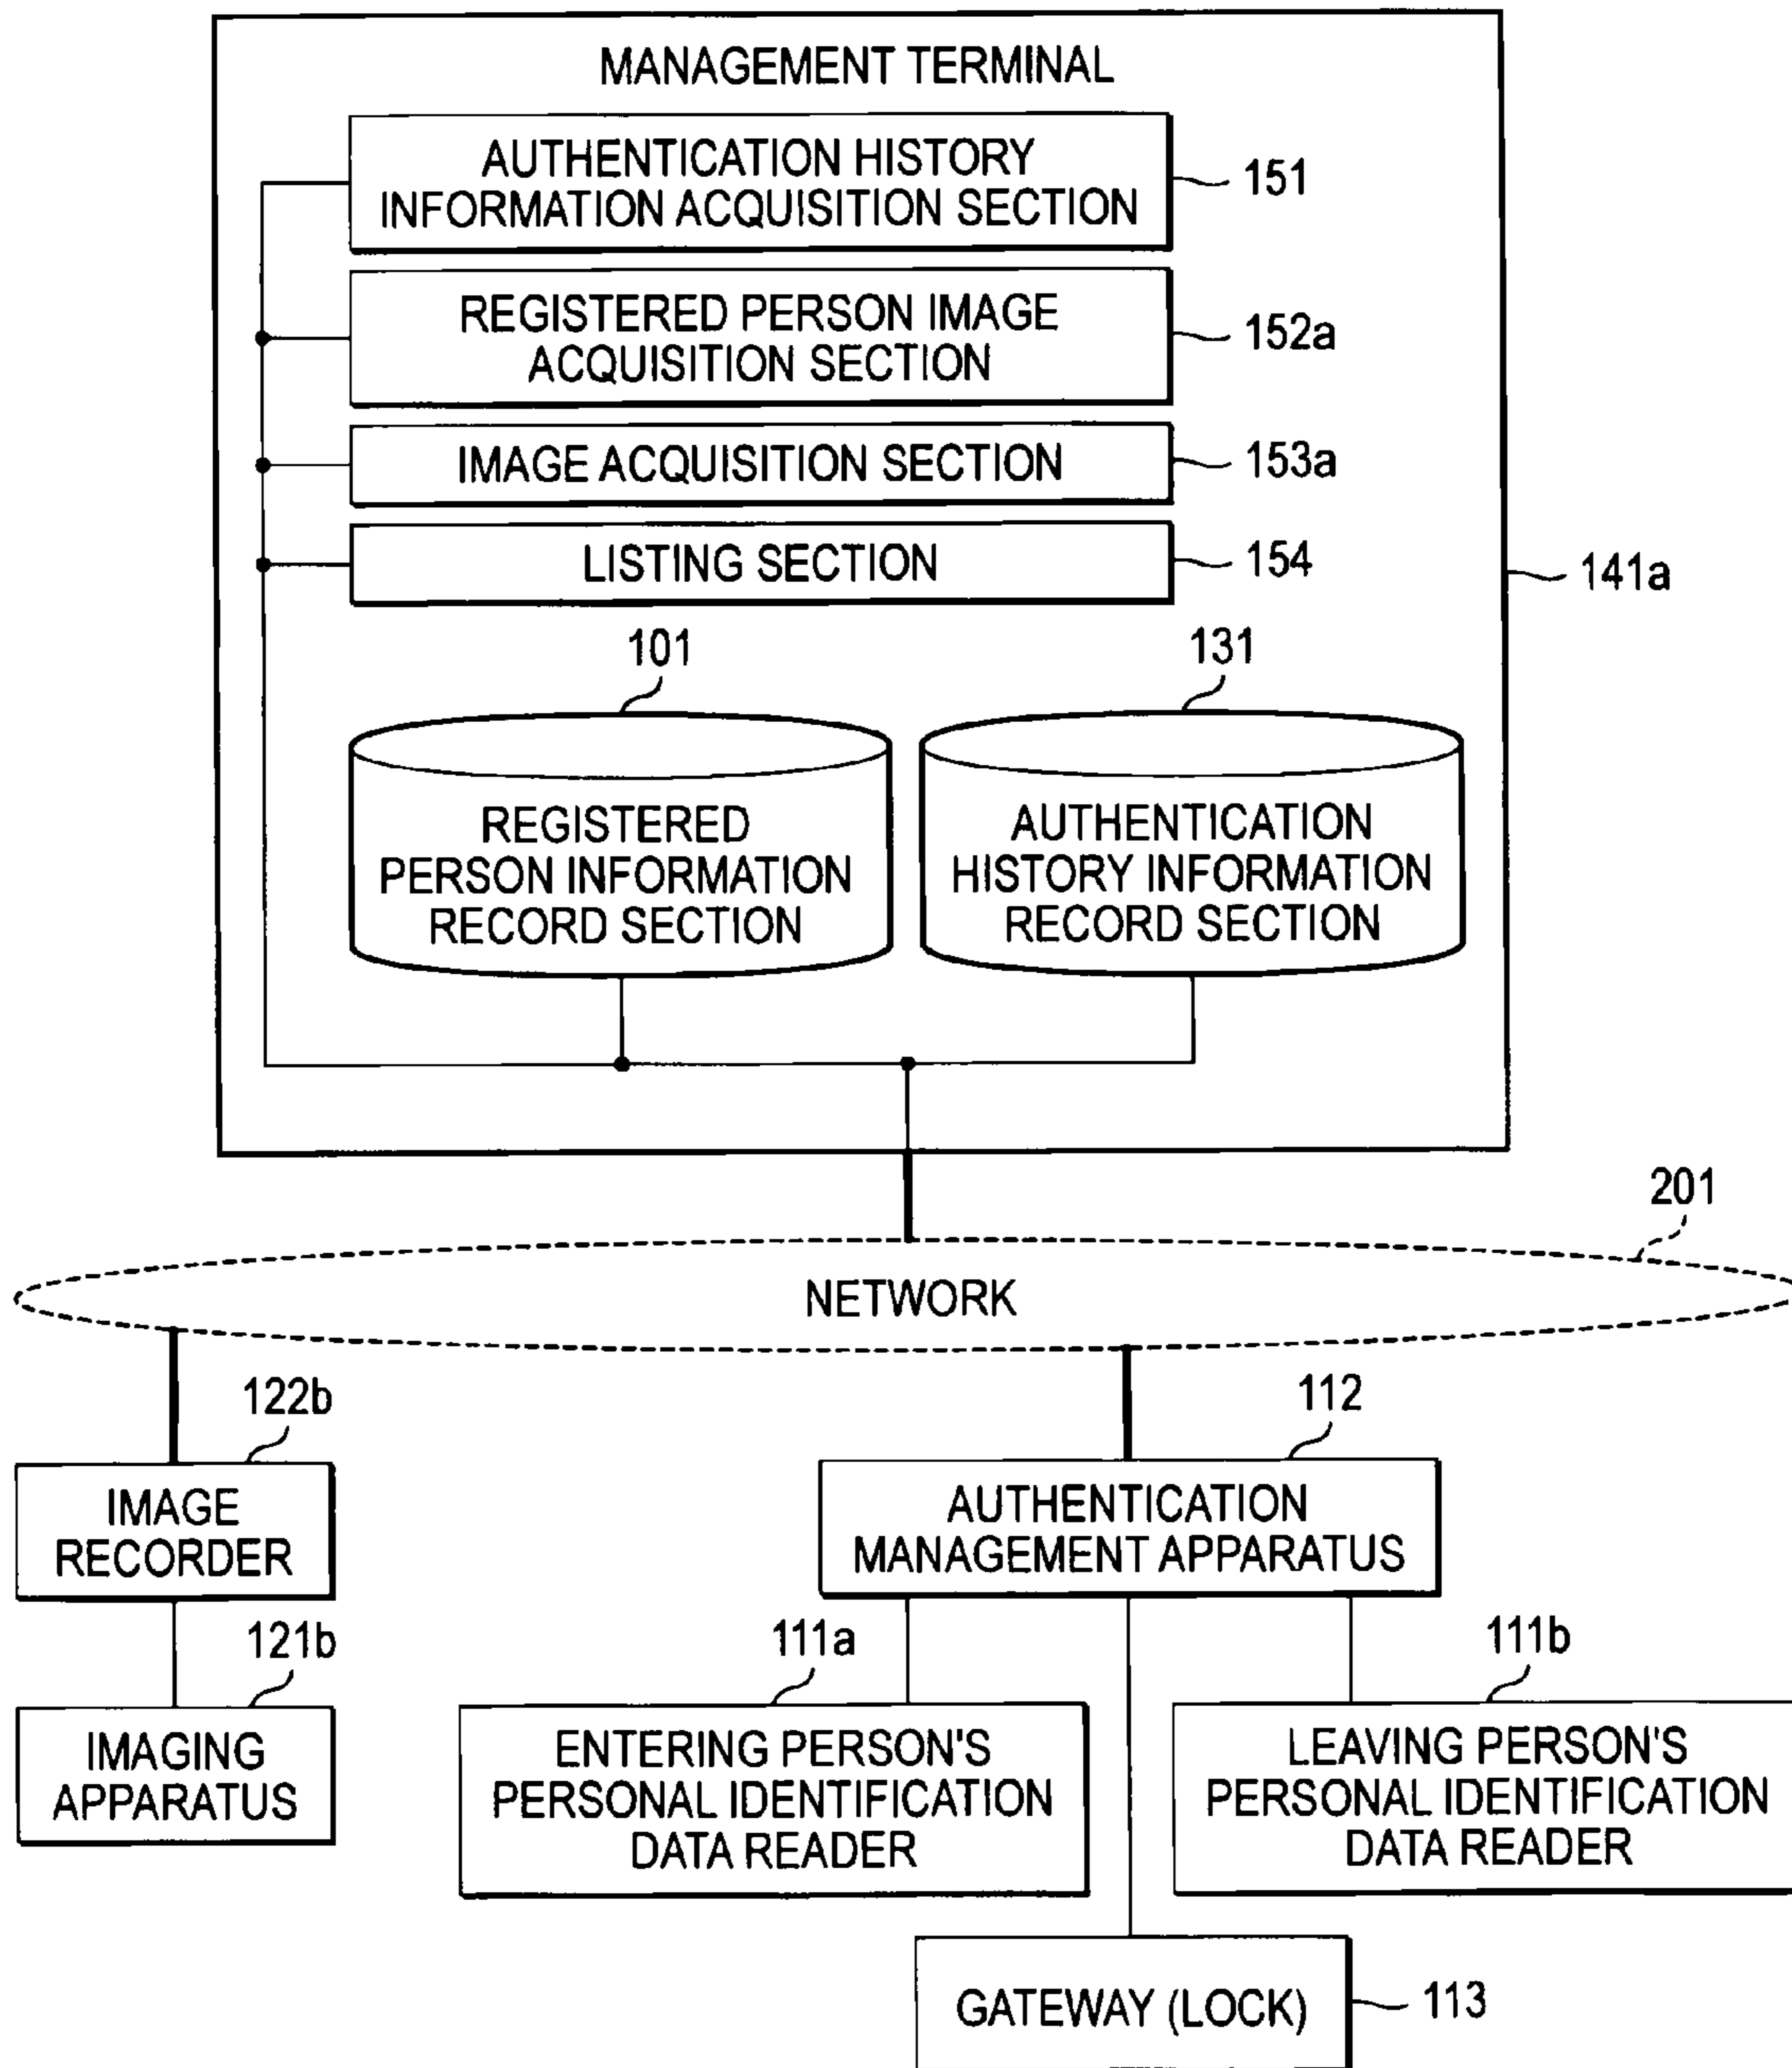 MANAGEMENT TERMINAL
AUTHENTICATION HISTORY
INFORMATION ACQUISITION SECTION
151
REGISTERED PERSON IMAGE
ACQUISITION SECTION
152a
IMAGE ACQUISITION SECTION
153a
LISTING SECTION
154
141a
101
131
REGISTERED
PERSON INFORMATION
RECORD SECTION
AUTHENTICATION
HISTORY INFORMATION
RECORD SECTION
201
NETWORK
122b
112
IMAGE
RECORDER
AUTHENTICATION
MANAGEMENT APPARATUS
121b
111a
111b
IMAGING
APPARATUS
ENTERING PERSON'S
PERSONAL IDENTIFICATION
DATA READER
LEAVING PERSON'S
PERSONAL IDENTIFICATION
DATA READER
GATEWAY (LOCK)
113